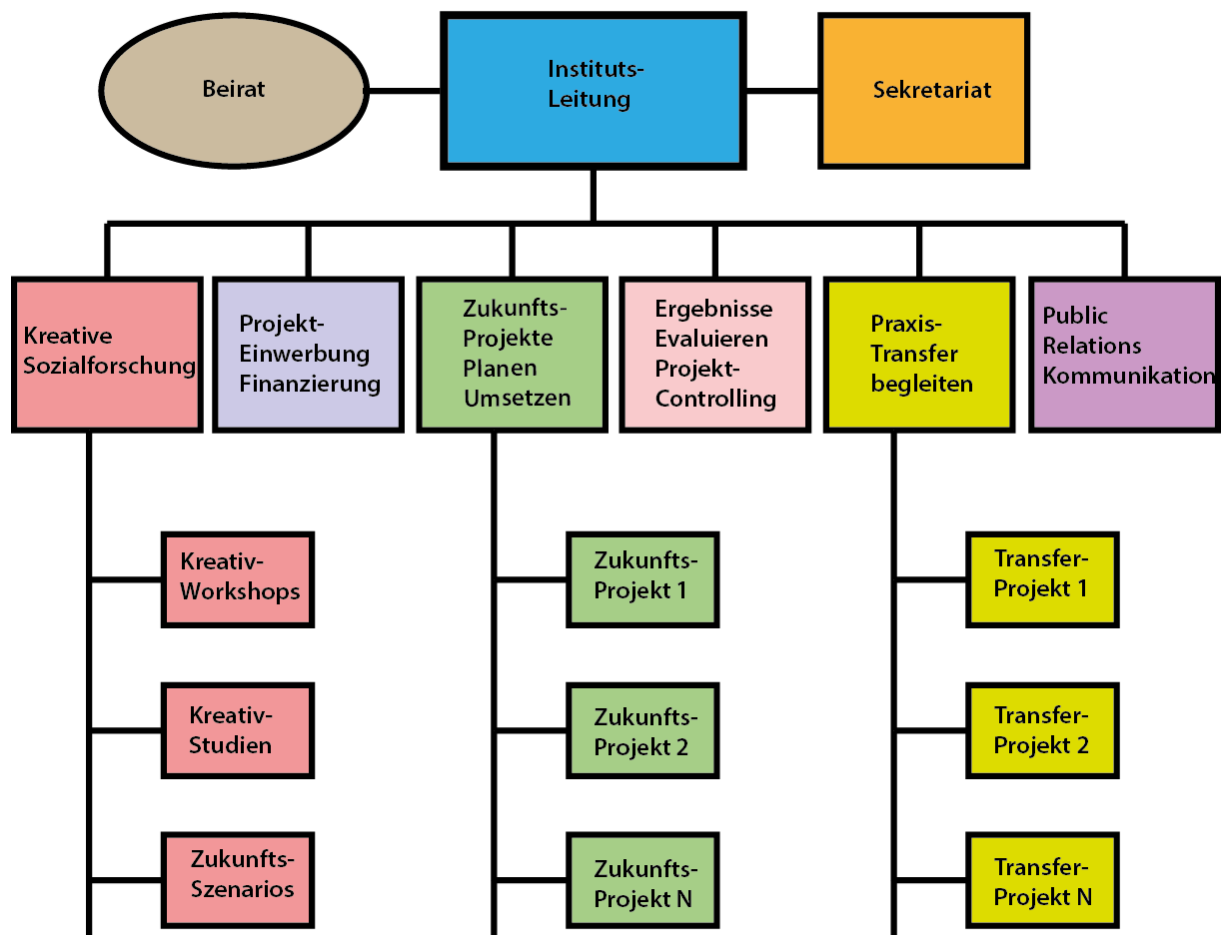 Beirat
Instituts-
Leitung
Sekretariat
Kreative
Sozialforschung
Projekt-
Einwerbung
Finanzierung
Zukunfts-
Projekte
Planen
Umsetzen
Ergebnisse
Evaluieren
Projekt-
Controlling
Praxis-
Transfer
begleiten
Public
Relations
Kommunikation
Kreativ-
Workshops
Zukunfts-
Projekt 1
Transfer-
Projekt 1
Kreativ-
Studien
Zukunfts-
Projekt 2
Transfer-
Projekt 2
Zukunfts-
Szenarios
Zukunfts-
Projekt N
Transfer-
Projekt N